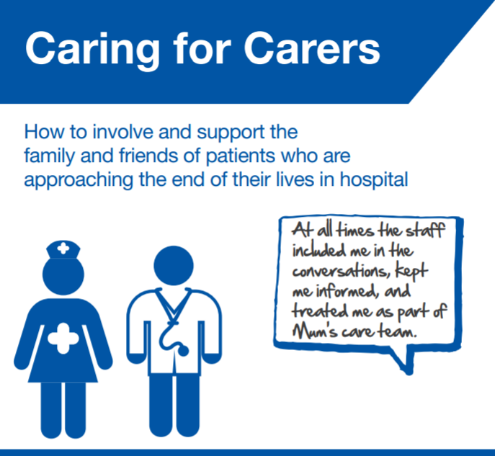 Caring for Carers
How to involve and support the
family and friends of patients who are
approaching the end of their lives in hospital
At all times the staff
included me in the
conversations, kept
me informed, and
treated me as part of
Mum's care team.